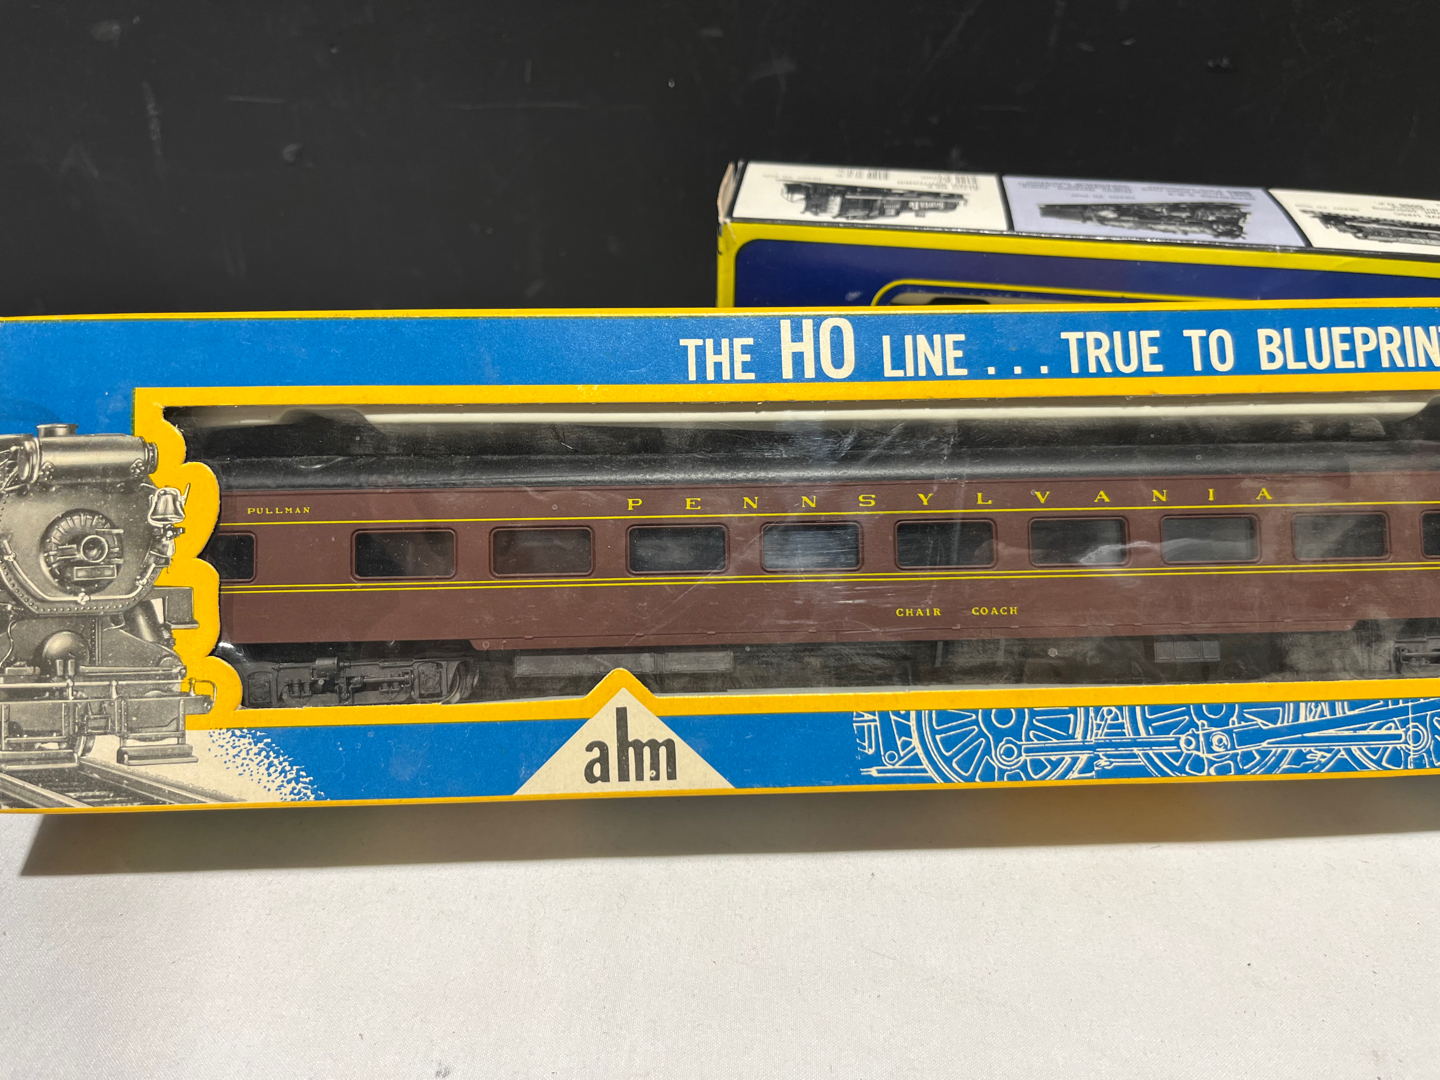 THE HO LINE ... TRUE TO BLUEPRIN
PULLMAN
PENNSYLVANIA
CHAIR COACH
ahm